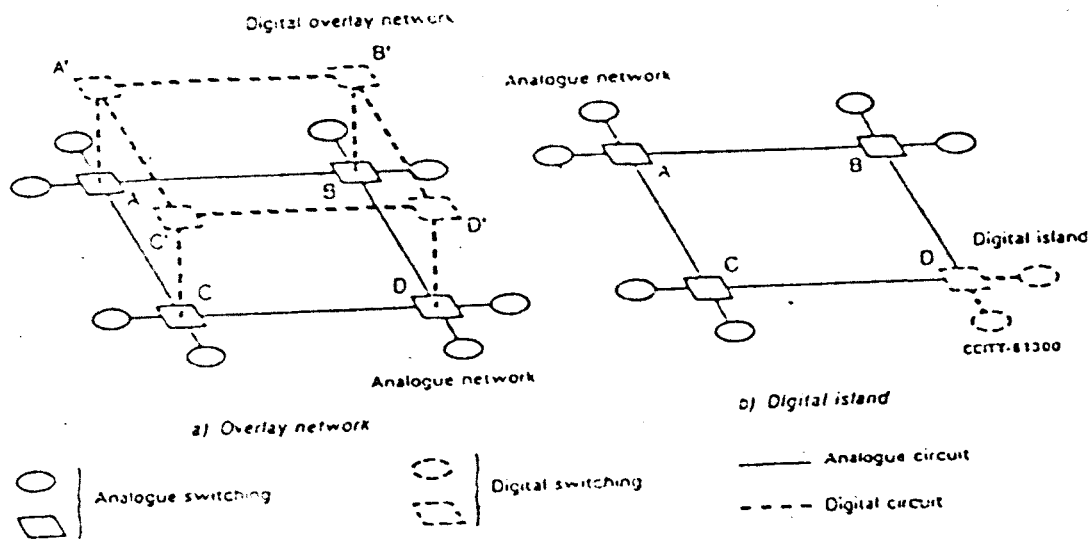 Digital overlay network
A'
B'
Analogue network
A
B
C'
D'
C
D
Analogue network
a) Overlay network
A
B
C
D
Digital island
CCITT-61300
b) Digital island
Analogue switching
Digital switching
Analogue circuit
Digital circuit